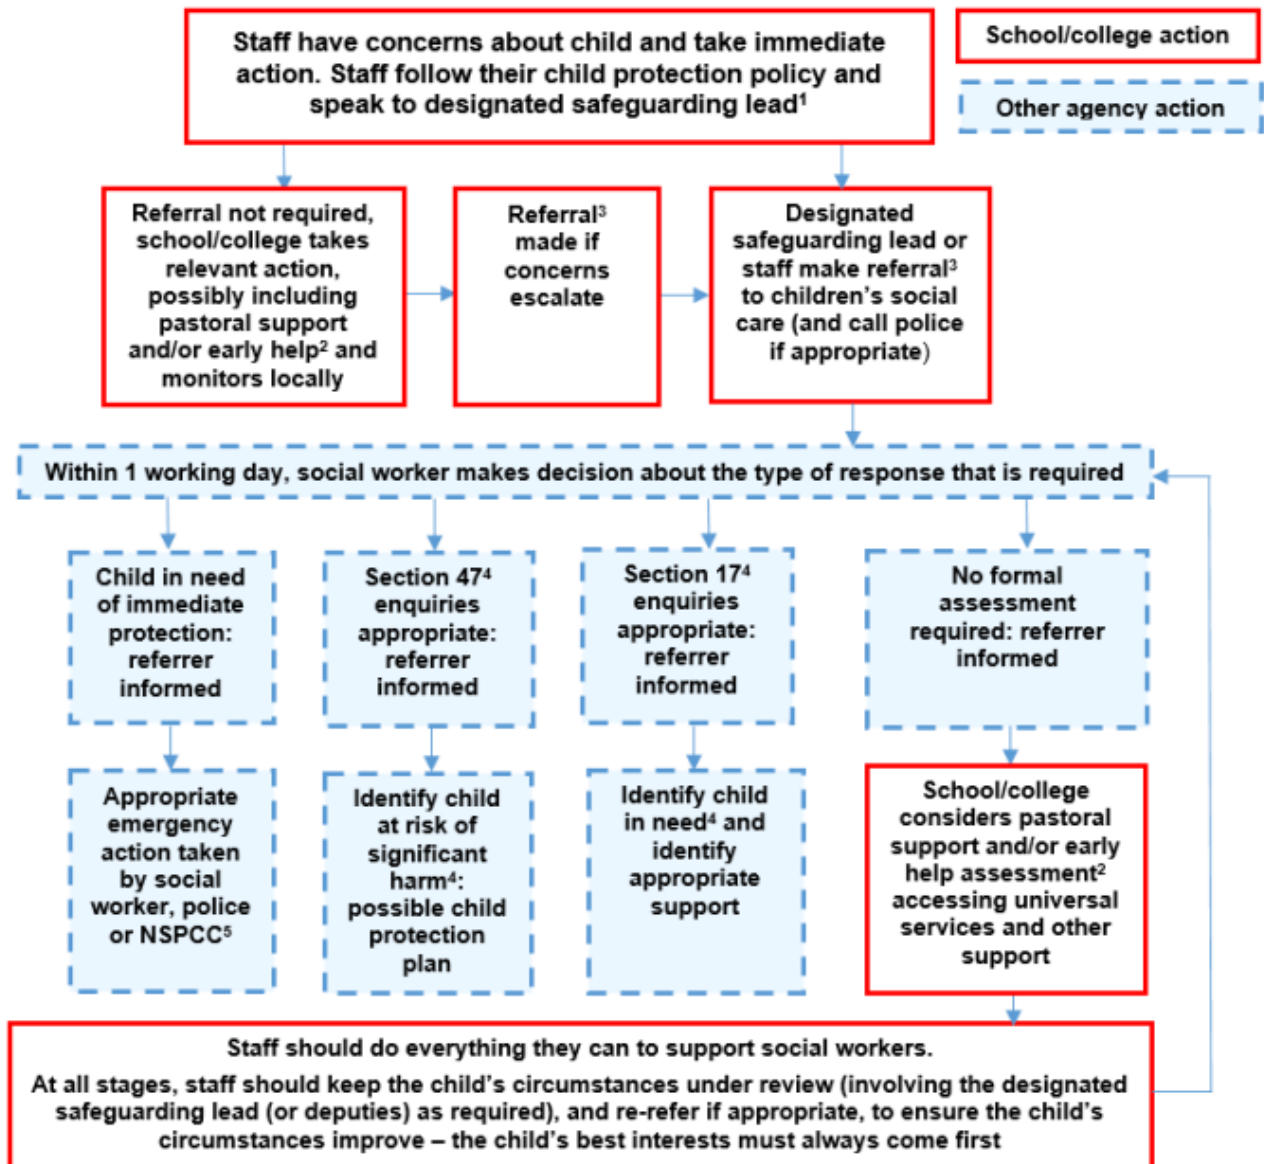 Staff have concerns about child and take immediate
action. Staff follow their child protection policy and
speak to designated safeguarding lead¹
School/college action
Other agency action
Referral not required,
school/college takes
relevant action,
possibly including
pastoral support
and/or early help² and
monitors locally
Referral³
made if
concerns
escalate
Designated
safeguarding lead or
staff make referral³
to children’s social
care (and call police
if appropriate)
Within 1 working day, social worker makes decision about the type of response that is required
Child in need
of immediate
protection:
referrer
informed
Section 47⁴
enquiries
appropriate:
referrer
informed
Section 17⁴
enquiries
appropriate:
referrer
informed
No formal
assessment
required: referrer
informed
Appropriate
emergency
action taken
by social
worker, police
or NSPCC⁵
Identify child
at risk of
significant
harm⁴:
possible child
protection
plan
Identify child
in need⁴ and
identify
appropriate
support
School/college
considers pastoral
support and/or early
help assessment²
accessing universal
services and other
support
Staff should do everything they can to support social workers.
At all stages, staff should keep the child’s circumstances under review (involving the designated
safeguarding lead (or deputies) as required), and re-refer if appropriate, to ensure the child’s
circumstances improve – the child’s best interests must always come first